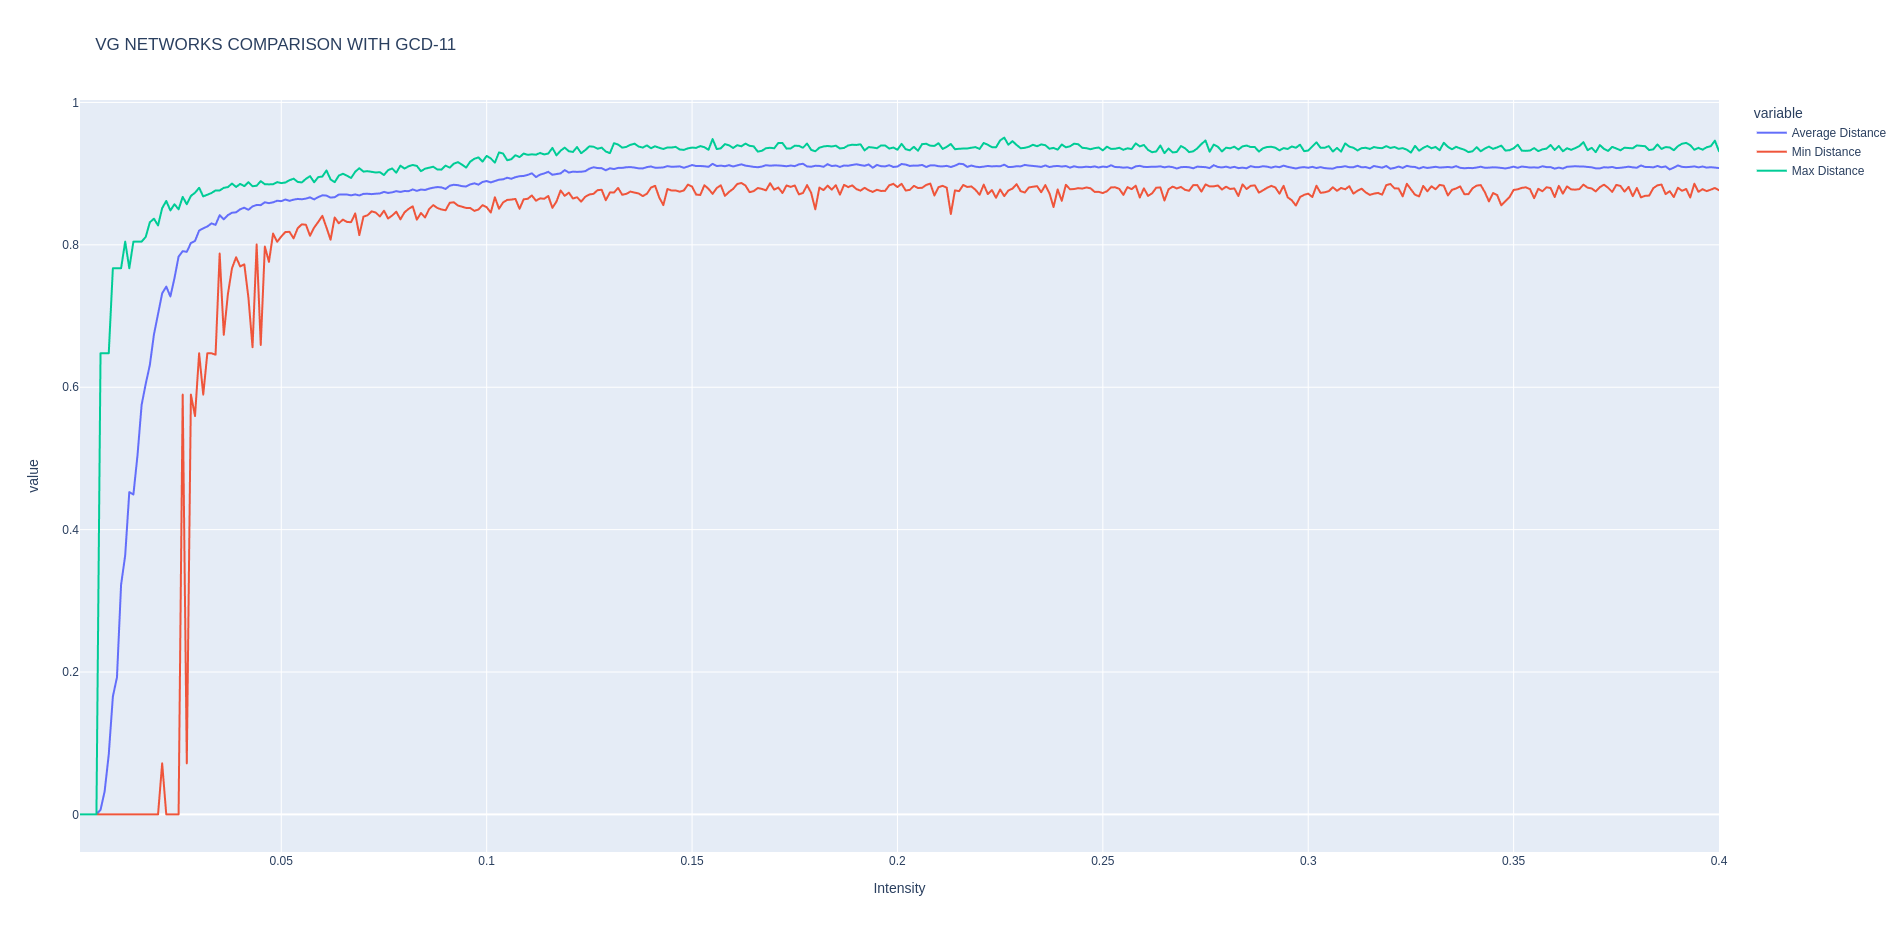 VG NETWORKS COMPARISON WITH GCD-11
variable
Average Distance
Min Distance
Max Distance
1
0.8
0.6
0.4
0.2
0
value
0.05 0.1 0.15 0.2 0.25 0.3 0.35 0.4
Intensity